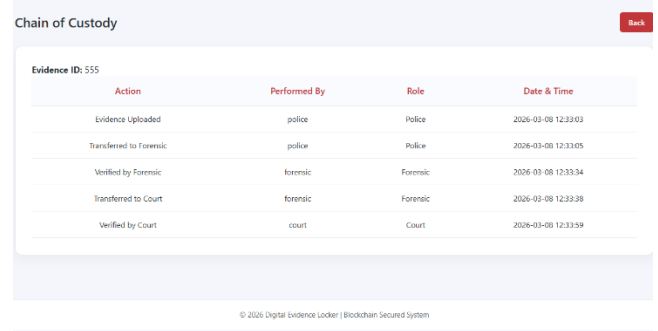 Chain of Custody
Back
Evidence ID: 555
Action Performed By Role Date & Time
Evidence Uploaded police Police 2026-03-08 12:33:03
Transferred to Forensic police Police 2026-03-08 12:33:05
Verified by Forensic forensic Forensic 2026-03-08 12:33:34
Transferred to Court forensic Forensic 2026-03-08 12:33:38
Verified by Court court Court 2026-03-08 12:33:59
© 2026 Digital Evidence Locker | Blockchain Secured System